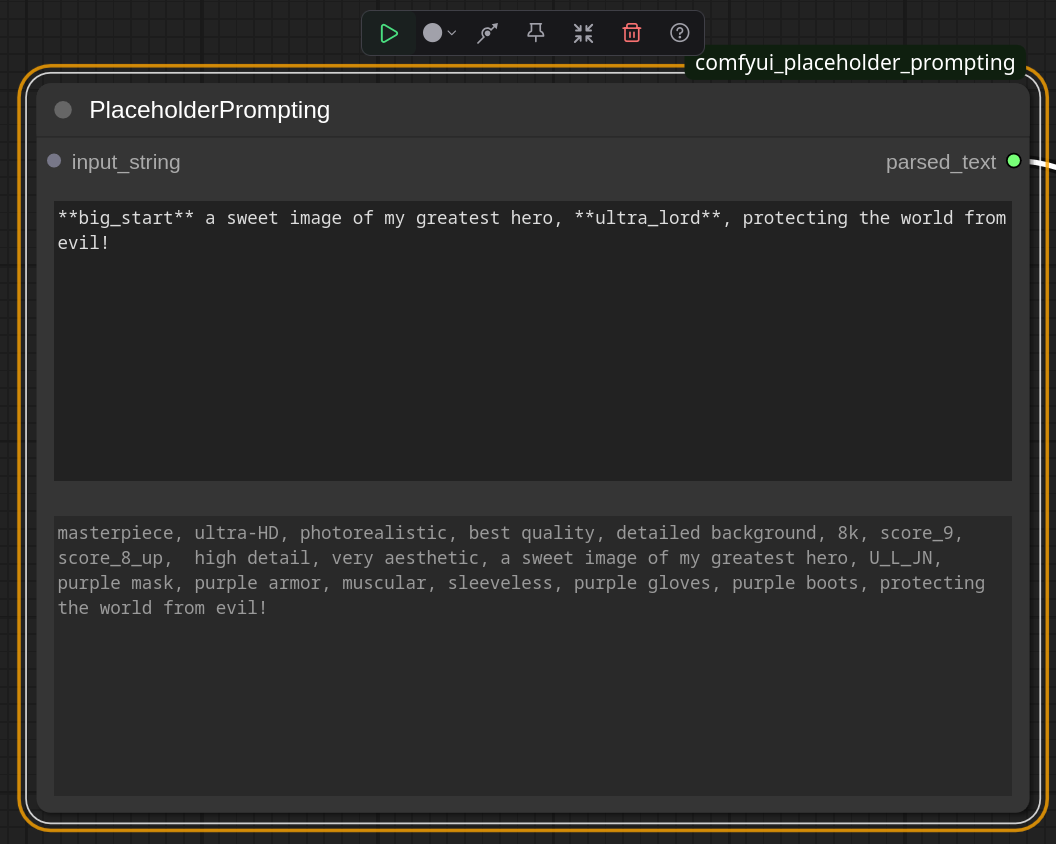 comfyui_placeholder_prompting
PlaceholderPrompting
input_string
parsed_text
**big_start** a sweet image of my greatest hero, **ultra_lord**, protecting the world from
evil!
masterpiece, ultra-HD, photorealistic, best quality, detailed background, 8k, score_9,
score_8_up,  high detail, very aesthetic, a sweet image of my greatest hero, U_L_JN,
purple mask, purple armor, muscular, sleeveless, purple gloves, purple boots, protecting
the world from evil!